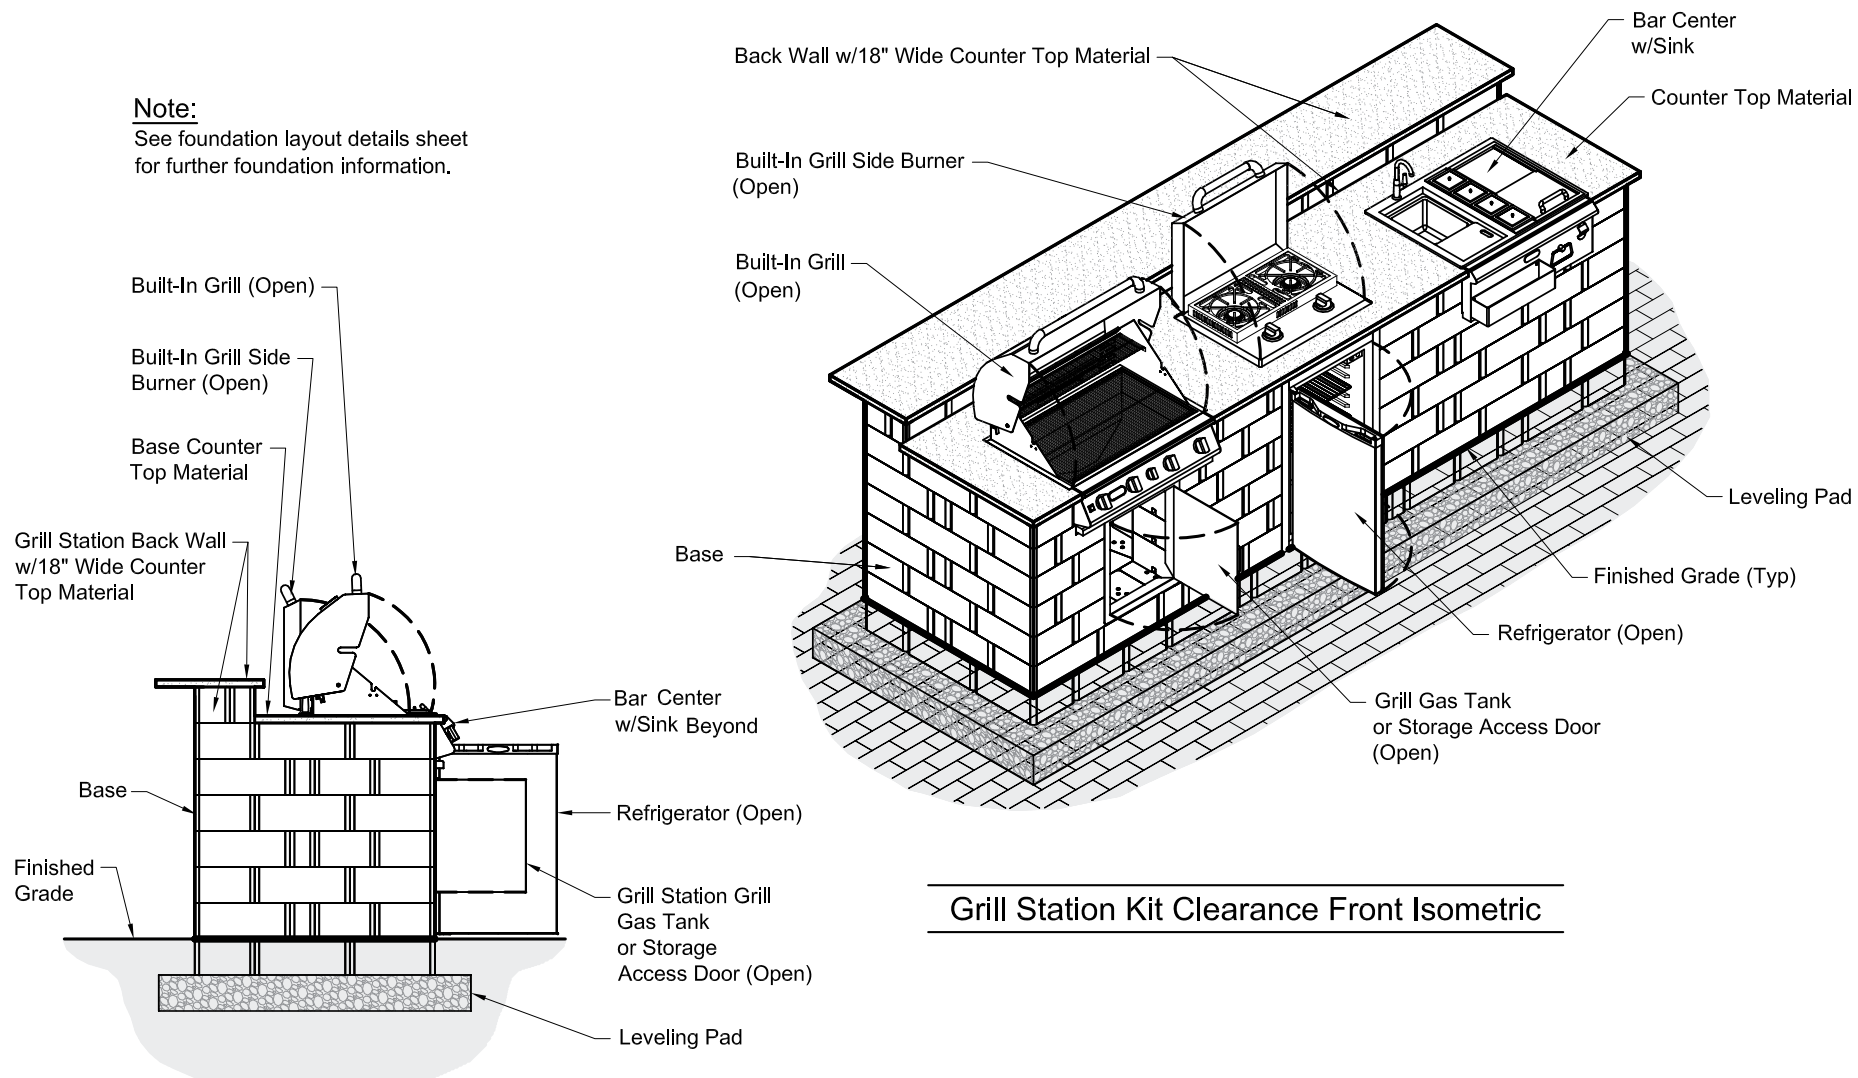 Note:
See foundation layout details sheet
for further foundation information.
Built-In Grill (Open)
Built-In Grill Side
Burner (Open)
Base Counter
Top Material
Grill Station Back Wall
w/18" Wide Counter
Top Material
Base
Finished
Grade
Bar Center
w/Sink Beyond
Refrigerator (Open)
Grill Station Grill
Gas Tank
or Storage
Access Door (Open)
Leveling Pad
Back Wall w/18" Wide Counter Top Material
Built-In Grill Side Burner
(Open)
Built-In Grill
(Open)
Base
Bar Center
w/Sink
Counter Top Material
Leveling Pad
Finished Grade (Typ)
Refrigerator (Open)
Grill Gas Tank
or Storage Access Door
(Open)
Grill Station Kit Clearance Front Isometric